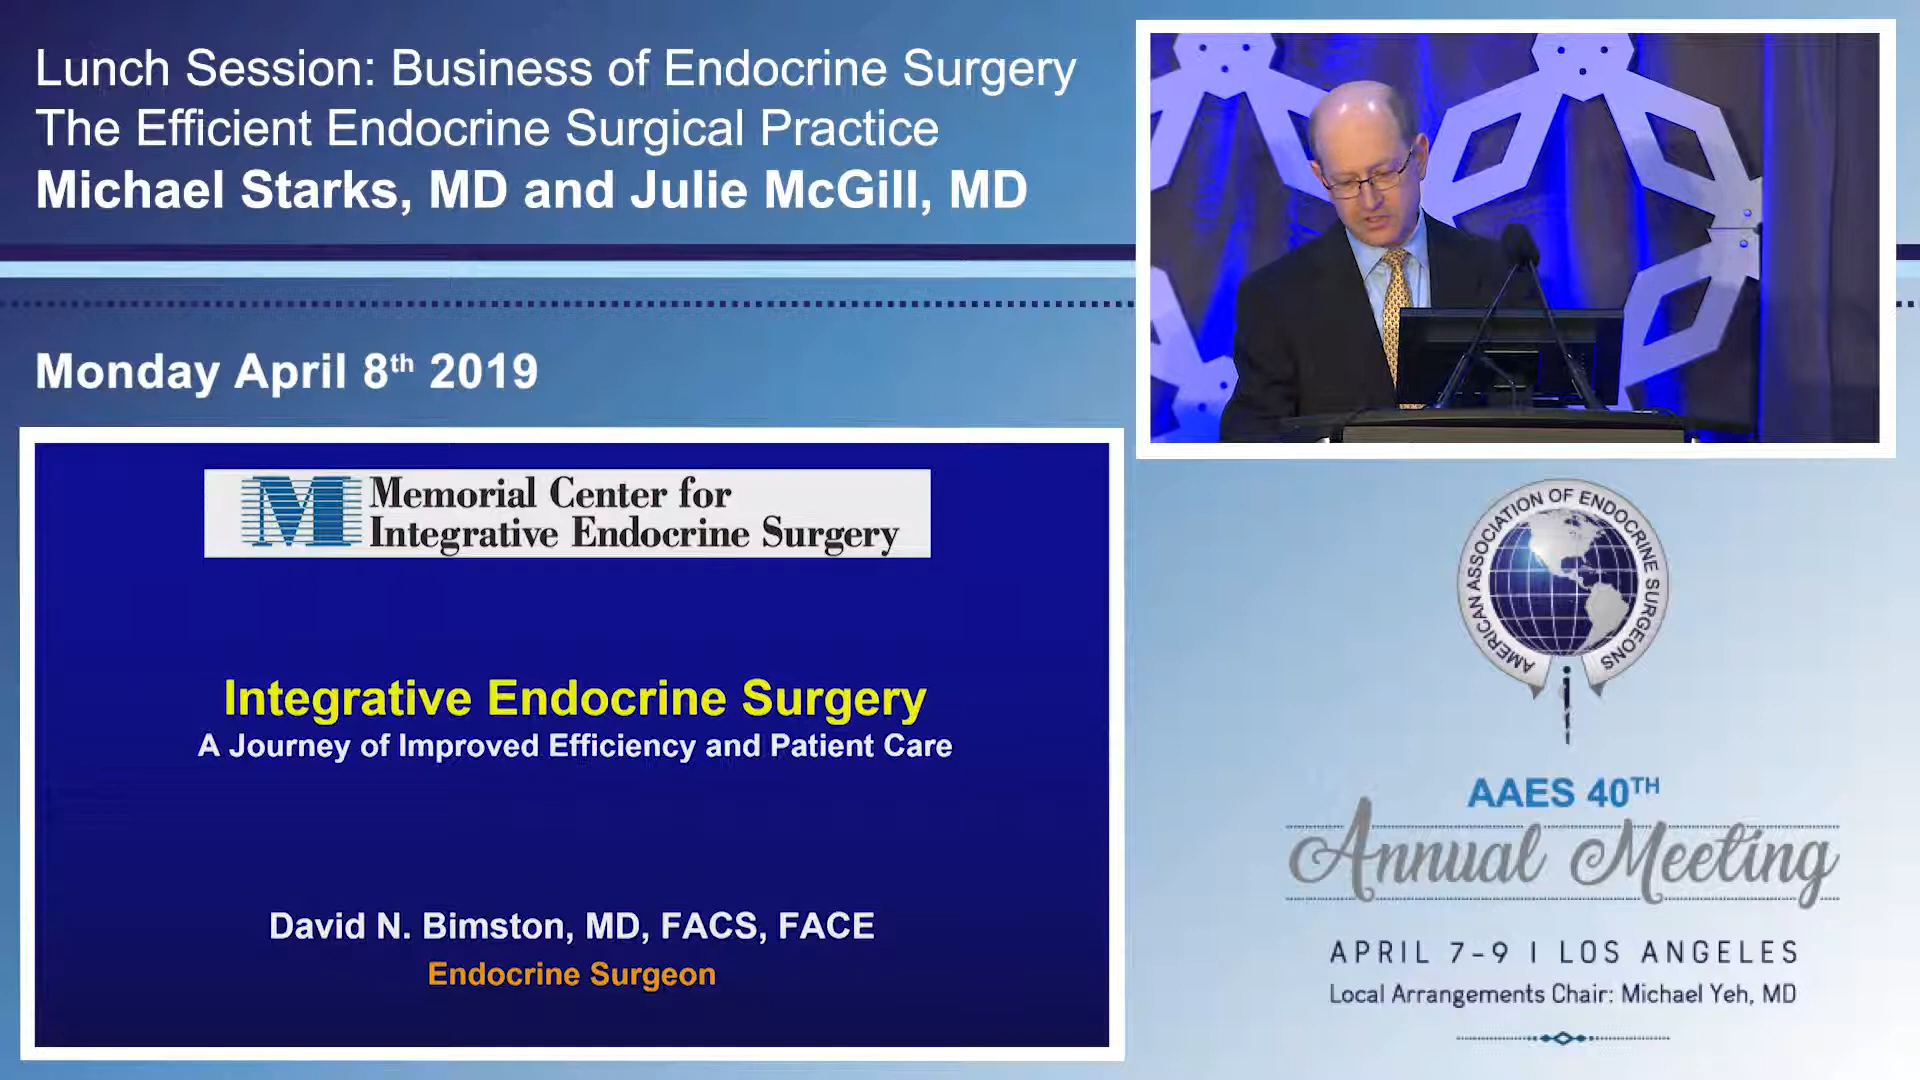 Lunch Session: Business of Endocrine Surgery
The Efficient Endocrine Surgical Practice
Michael Starks, MD and Julie McGill, MD
Monday April 8th 2019
M Memorial Center for
Integrative Endocrine Surgery
Integrative Endocrine Surgery
A Journey of Improved Efficiency and Patient Care
David N. Bimston, MD, FACS, FACE
Endocrine Surgeon
AMERICAN ASSOCIATION OF ENDOCRINE SURGEONS
AAES 40TH
Annual Meeting
APRIL 7-9 | LOS ANGELES
Local Arrangements Chair: Michael Yeh, MD